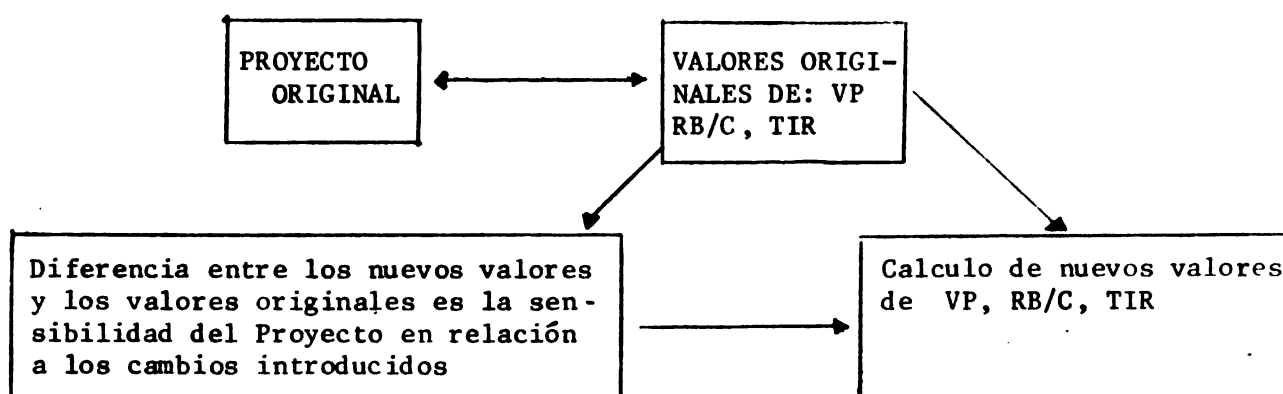 PROYECTO
ORIGINAL
VALORES ORIGI-
NALES DE: VP
RB/C, TIR
Diferencia entre los nuevos valores
y los valores originales es la sen-
sibilidad del Proyecto en relación
a los cambios introducidos
Calculo de nuevos valores
de VP, RB/C, TIR